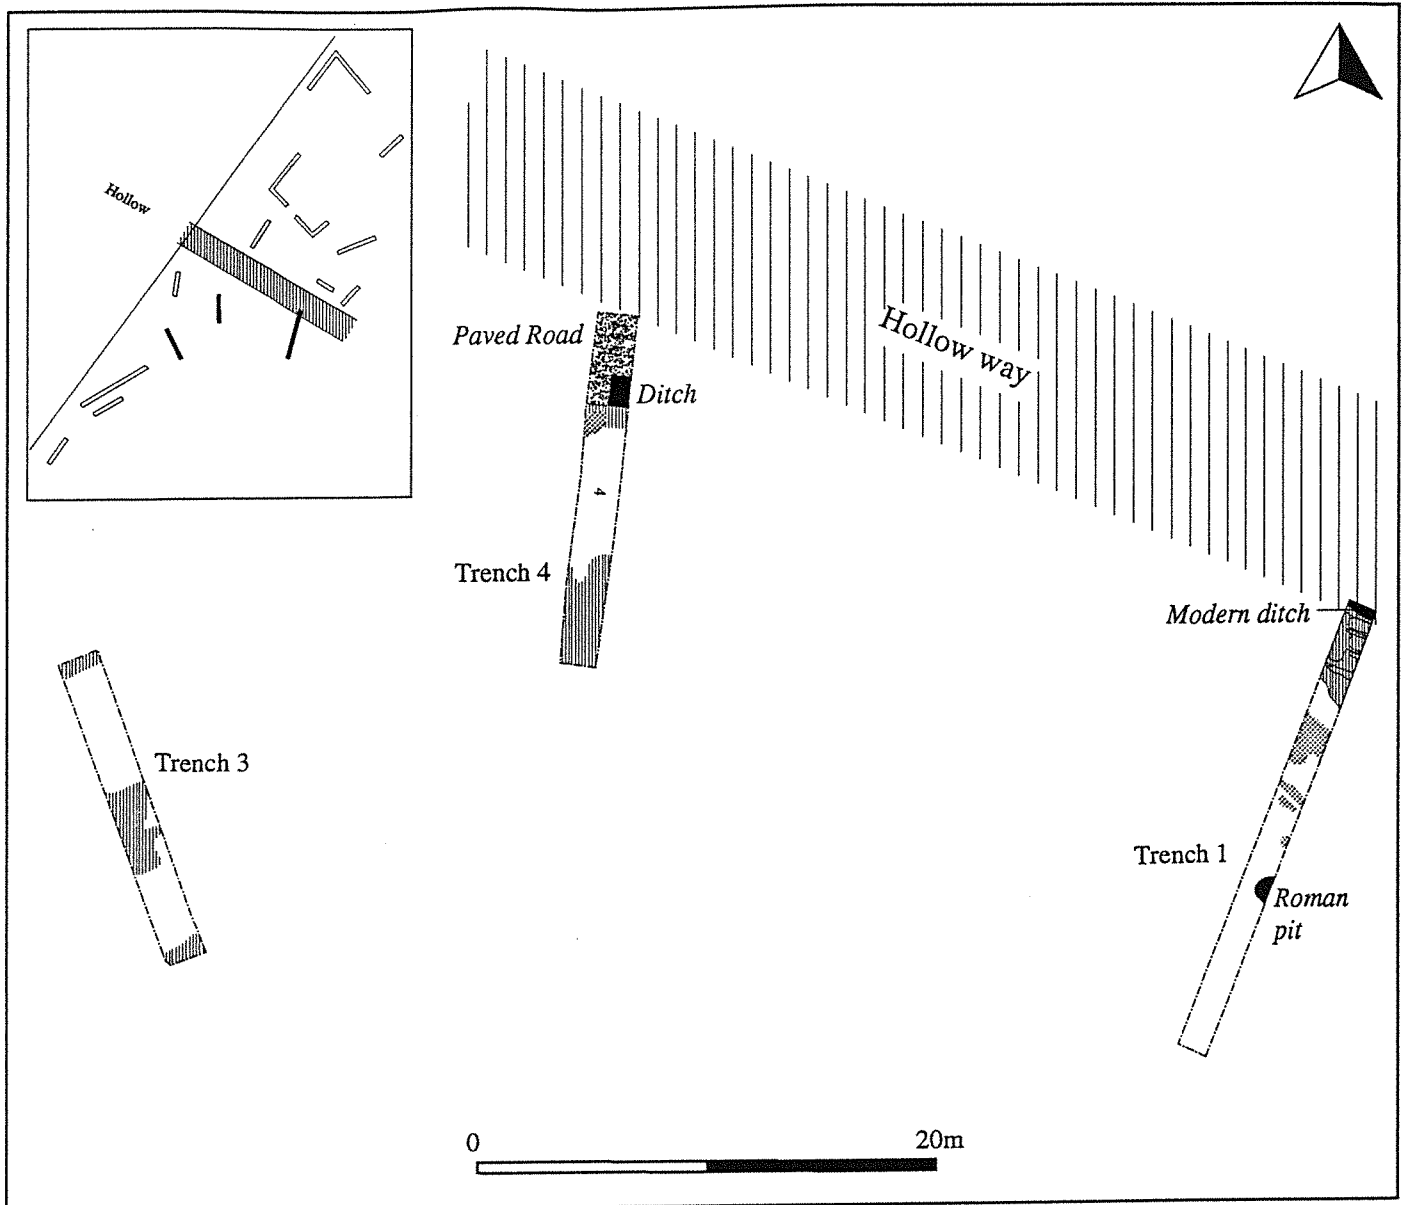 Hollow
Paved Road
Hollow way
Ditch
4
Trench 4
Modern ditch
Trench 3
Trench 1
Roman
pit
0 20m